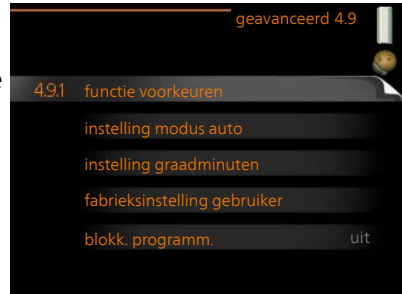 geavanceerd 4.9
e
4.9.1 functie voorkeuren
instelling modus auto
instelling graadminuten
fabrieksinstelling gebruiker
blokk. programm. uit